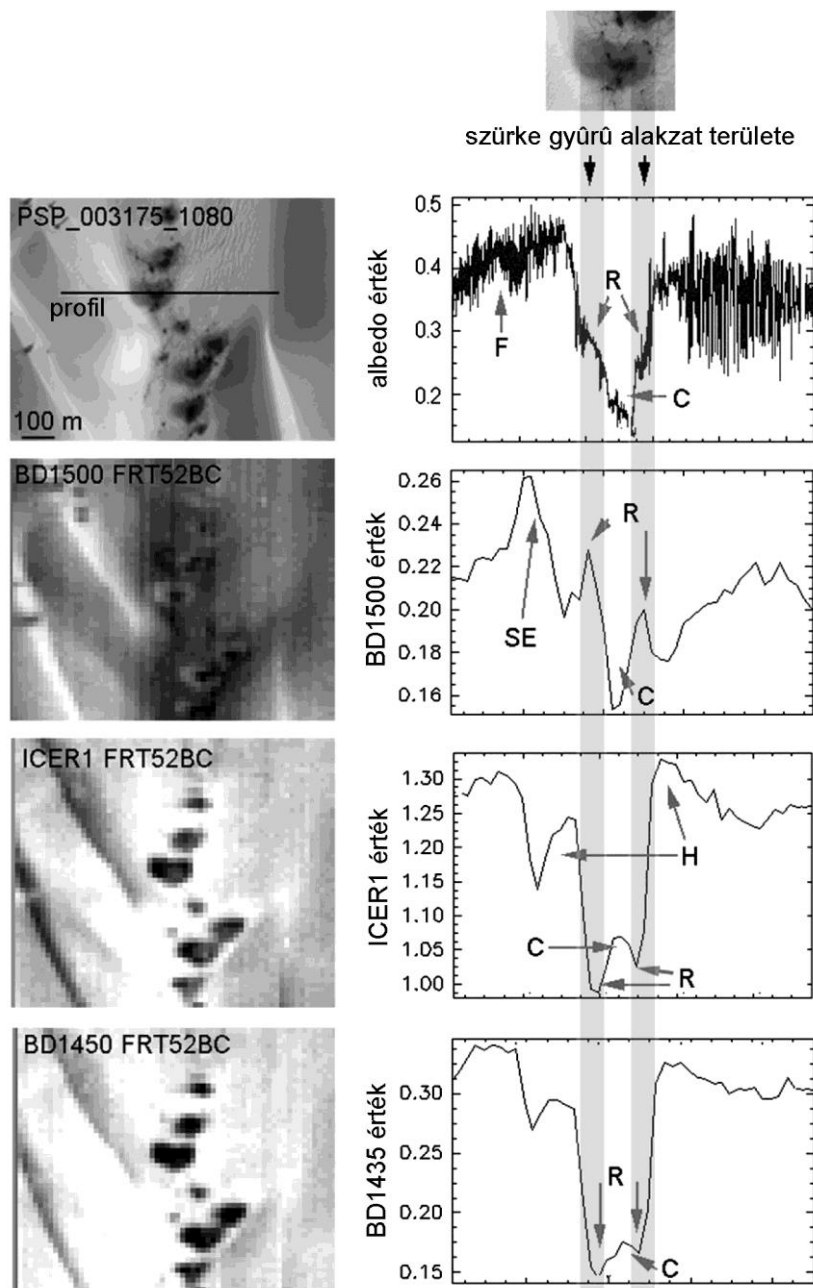 szürke gyûrû alakzat területe
PSP_003175_1080
profil
100 m
albedo érték
0.5
0.4
0.3
0.2
R
F
C
BD1500 FRT52BC
BD1500 érték
0.26
0.24
0.22
0.20
0.18
0.16
R
SE
C
ICER1 FRT52BC
ICER1 érték
1.30
1.25
1.20
1.15
1.10
1.05
1.00
H
C
R
BD1450 FRT52BC
BD1435 érték
0.30
0.25
0.20
0.15
R
C